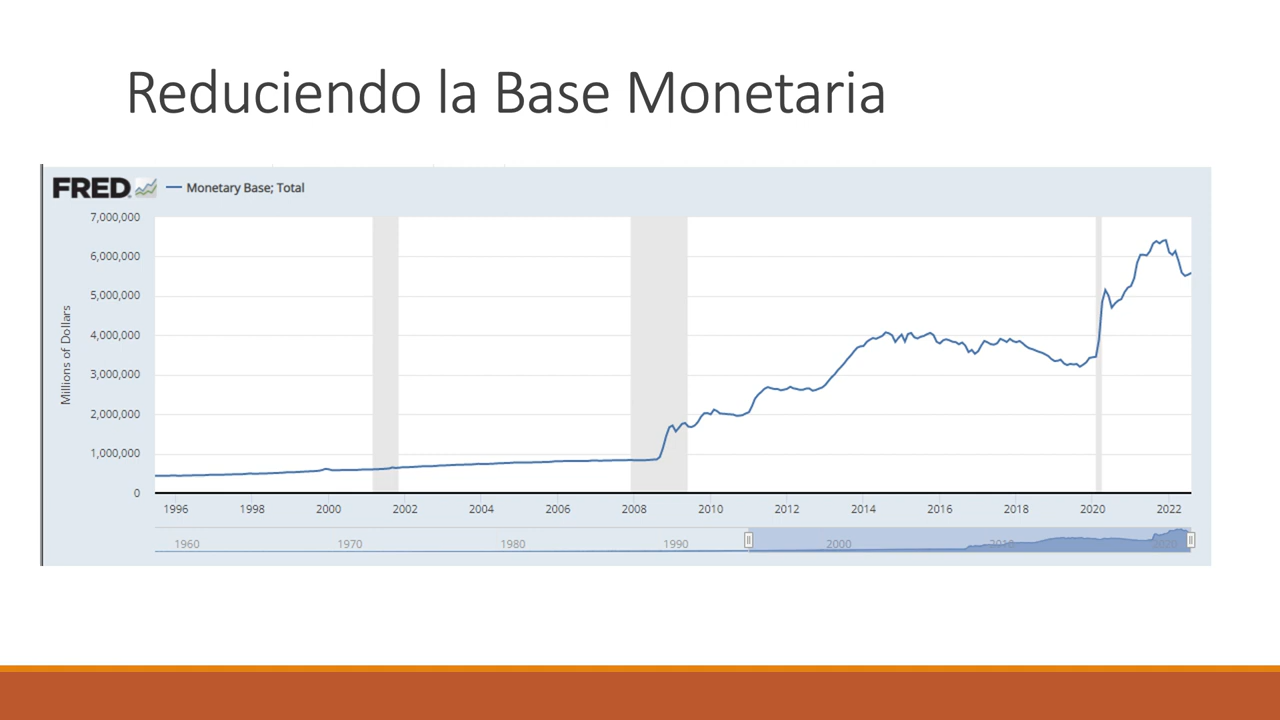 Reduciendo la Base Monetaria
FRED
Monetary Base; Total
Millions of Dollars
7,000,000
6,000,000
5,000,000
4,000,000
3,000,000
2,000,000
1,000,000
0
1996 1998 2000 2002 2004 2006 2008 2010 2012 2014 2016 2018 2020 2022
1960 1970 1980 1990 2000 2010 2020